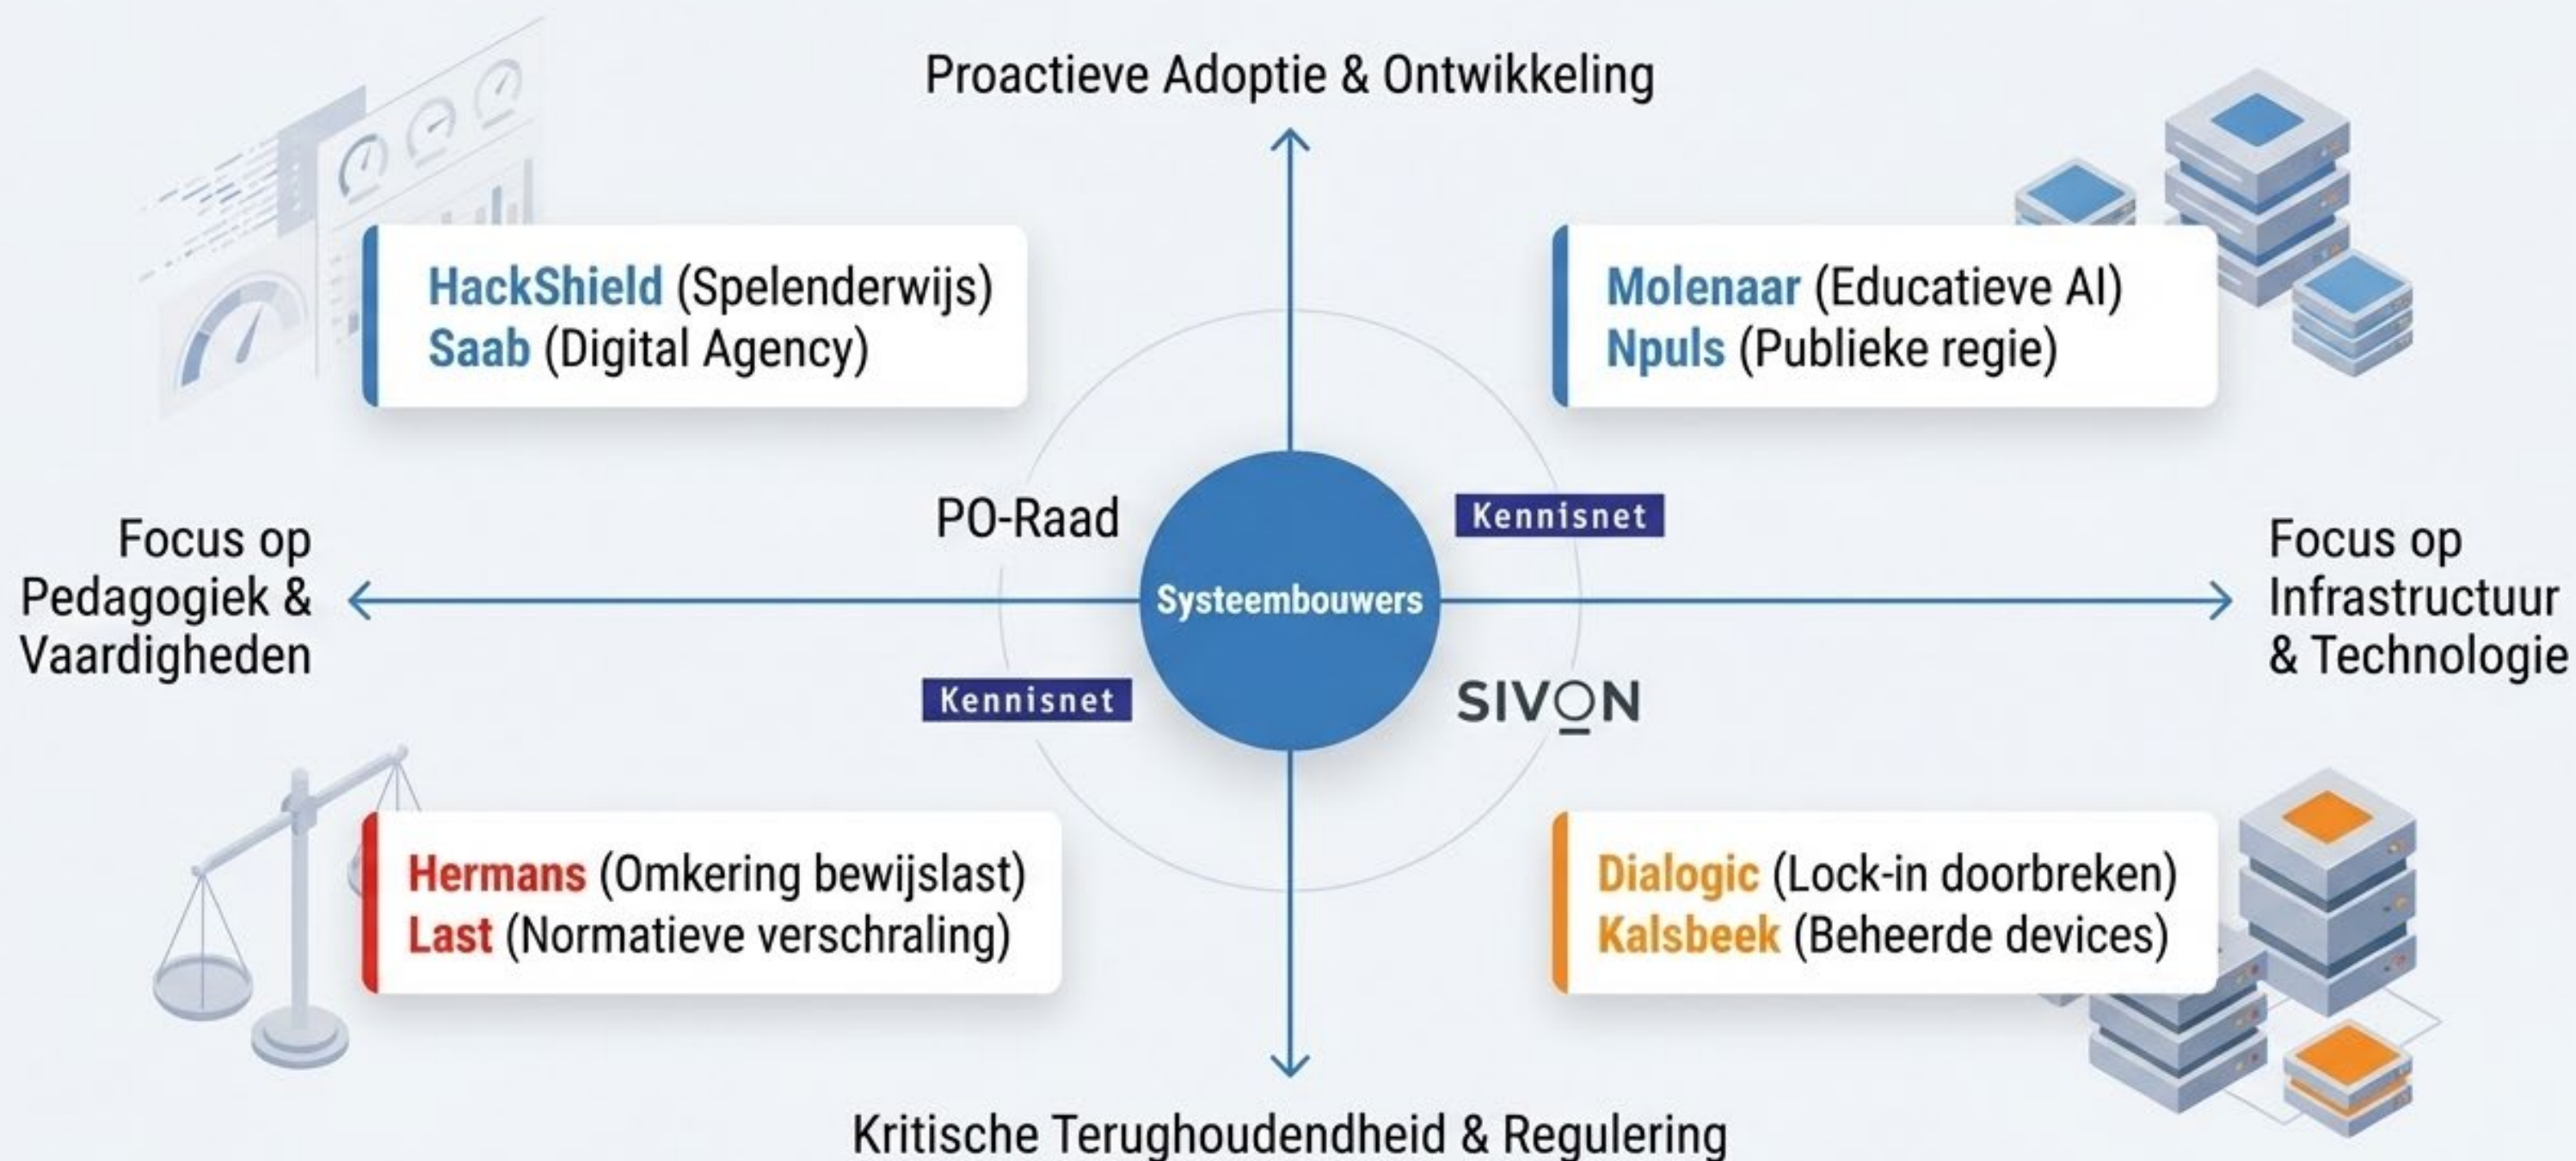 Proactieve Adoptie & Ontwikkeling
HackShield (Spelenderwijs)
Saab (Digital Agency)
Molenaar (Educatieve AI)
Npuls (Publieke regie)
PO-Raad
Kennisnet
Focus op
Pedagogiek &
Vaardigheden
Systeembouwers
Focus op
Infrastructuur
& Technologie
Kennisnet
SIVON
Hermans (Omkering bewijslast)
Last (Normatieve verschraling)
Dialogic (Lock-in doorbreken)
Kalsbeek (Beheerde devices)
Kritische Terughoudendheid & Regulering